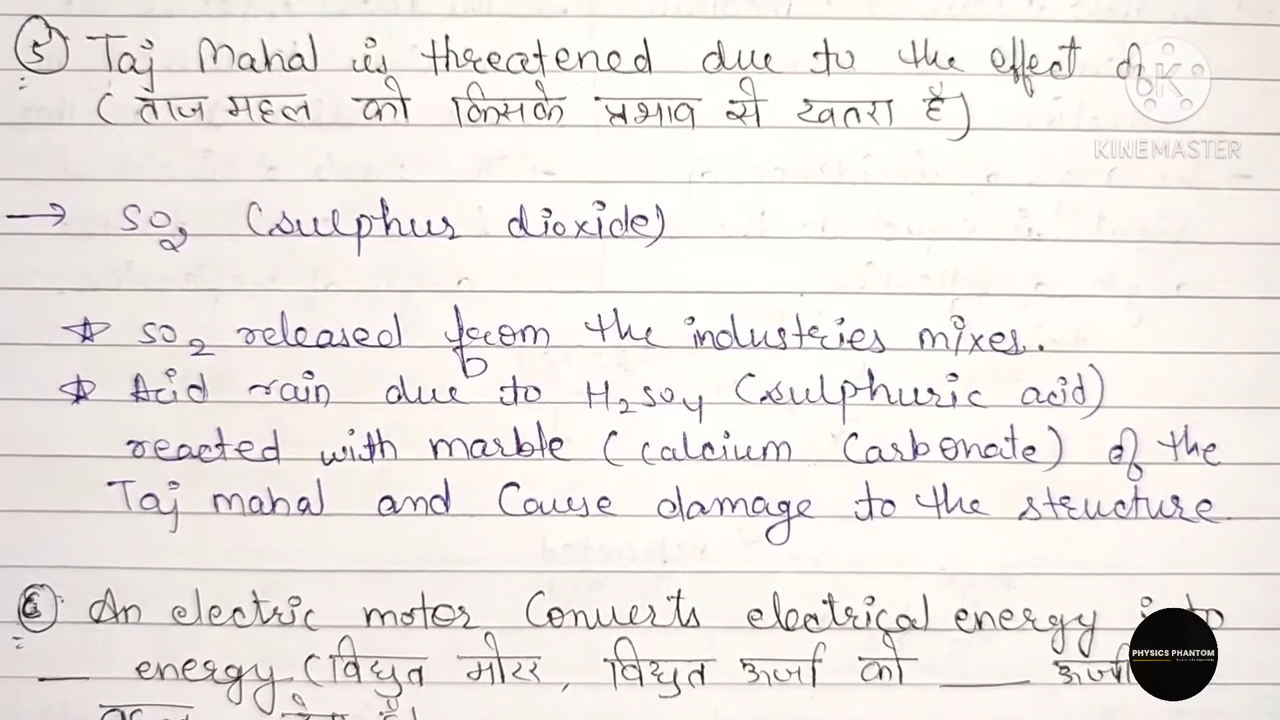 5 Taj Mahal is threatened due to the effect of
(ताज महल को किसके प्रभाव से खतरा है)
KINEMASTER
→ SO2 (sulphur dioxide)
☆ SO2 released from the industries mixes.
☆ Acid rain due to H2SO4 (sulphuric acid)
reacted with marble (calcium Carbonate) of the
Taj mahal and Cause damage to the structure
6 An electric motor Converts electrical energy into
— energy (विधुत मोटर, विधुत ऊर्जा को ___ ऊर्जा
PHYSICS PHANTOM